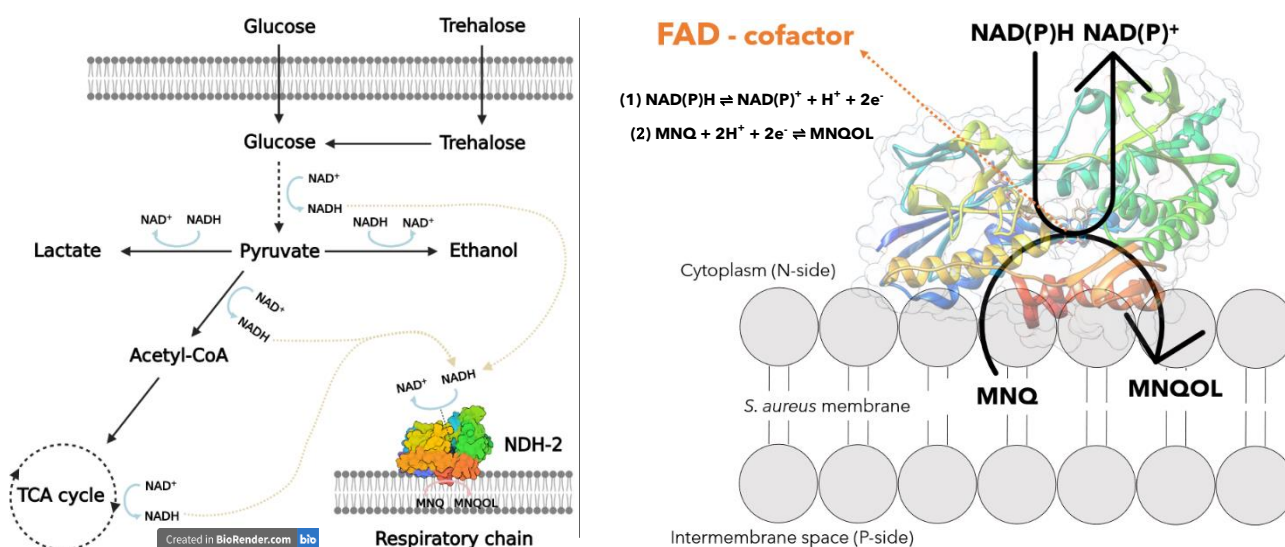 Glucose
Trehalose
Glucose
Trehalose
NAD⁺
NADH
NAD⁺
NADH
NADH
NAD⁺
Lactate
Pyruvate
Ethanol
NAD⁺
NADH
Acetyl-CoA
NAD⁺
NADH
NDH-2
TCA cycle
NAD⁺
NADH
MNQ
MNQOL
Respiratory chain
Created in BioRender.com bio
FAD - cofactor
NAD(P)H NAD(P)⁺
(1) NAD(P)H ⇌ NAD(P)⁺ + H⁺ + 2e⁻
(2) MNQ + 2H⁺ + 2e⁻ ⇌ MNQOL
Cytoplasm (N-side)
MNQ
MNQOL
S. aureus membrane
Intermembrane space (P-side)